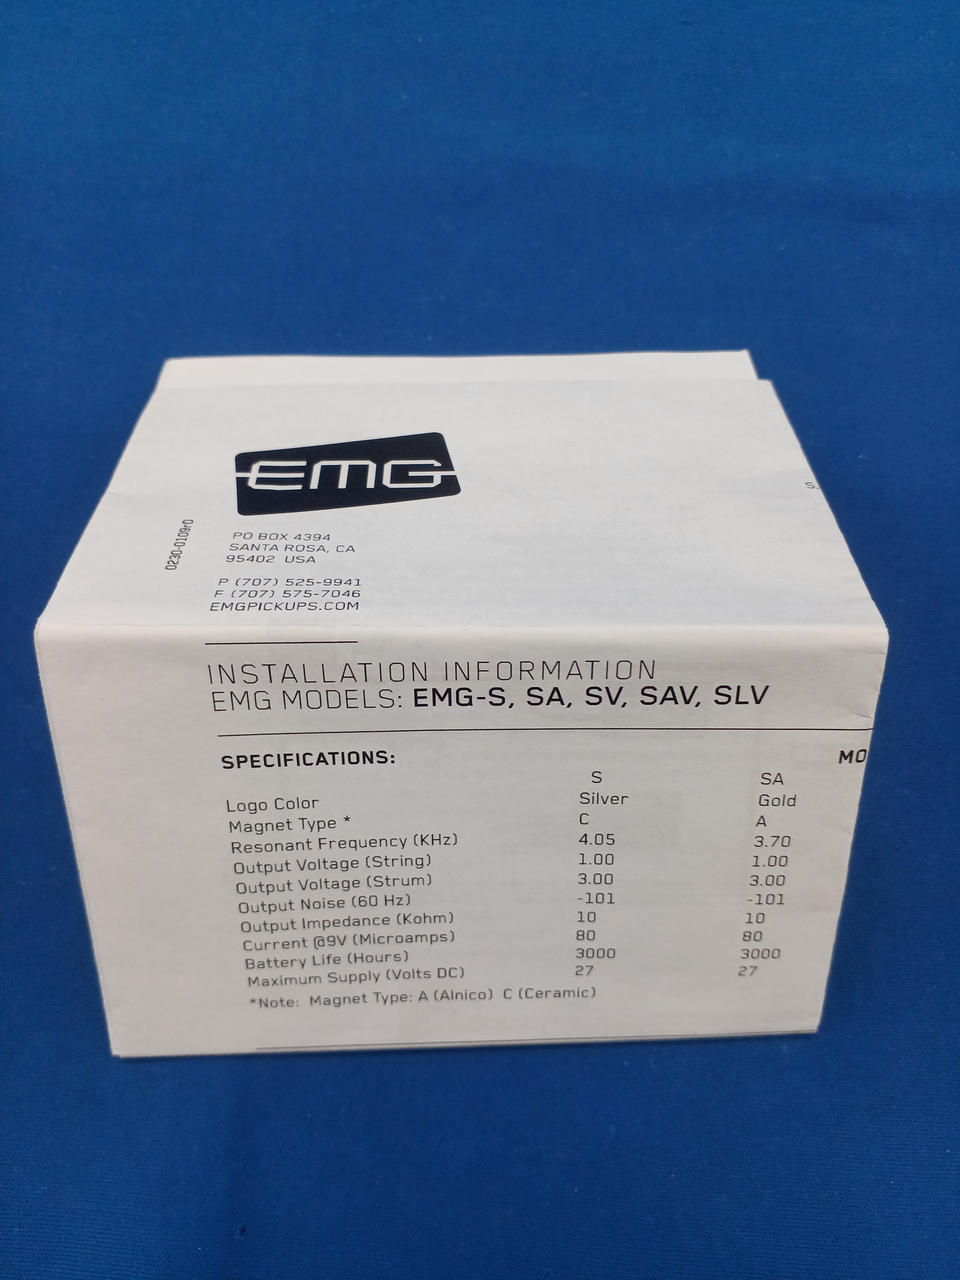 EMG
0230-0109rD
PO BOX 4394
SANTA ROSA, CA
95402 USA
P (707) 525-9941
F (707) 575-7046
EMGPICKUPS.COM
S.
INSTALLATION INFORMATION
EMG MODELS: EMG-S, SA, SV, SAV, SLV
SPECIFICATIONS: MO
S SA
Logo Color Silver Gold
Magnet Type * C A
Resonant Frequency (KHz) 4.05 3.70
Output Voltage (String) 1.00 1.00
Output Voltage (Strum) 3.00 3.00
Output Noise (60 Hz) -101 -101
Output Impedance (Kohm) 10 10
Current @9V (Microamps) 80 80
Battery Life (Hours) 3000 3000
Maximum Supply (Volts DC) 27 27
*Note: Magnet Type: A (Alnico) C (Ceramic)